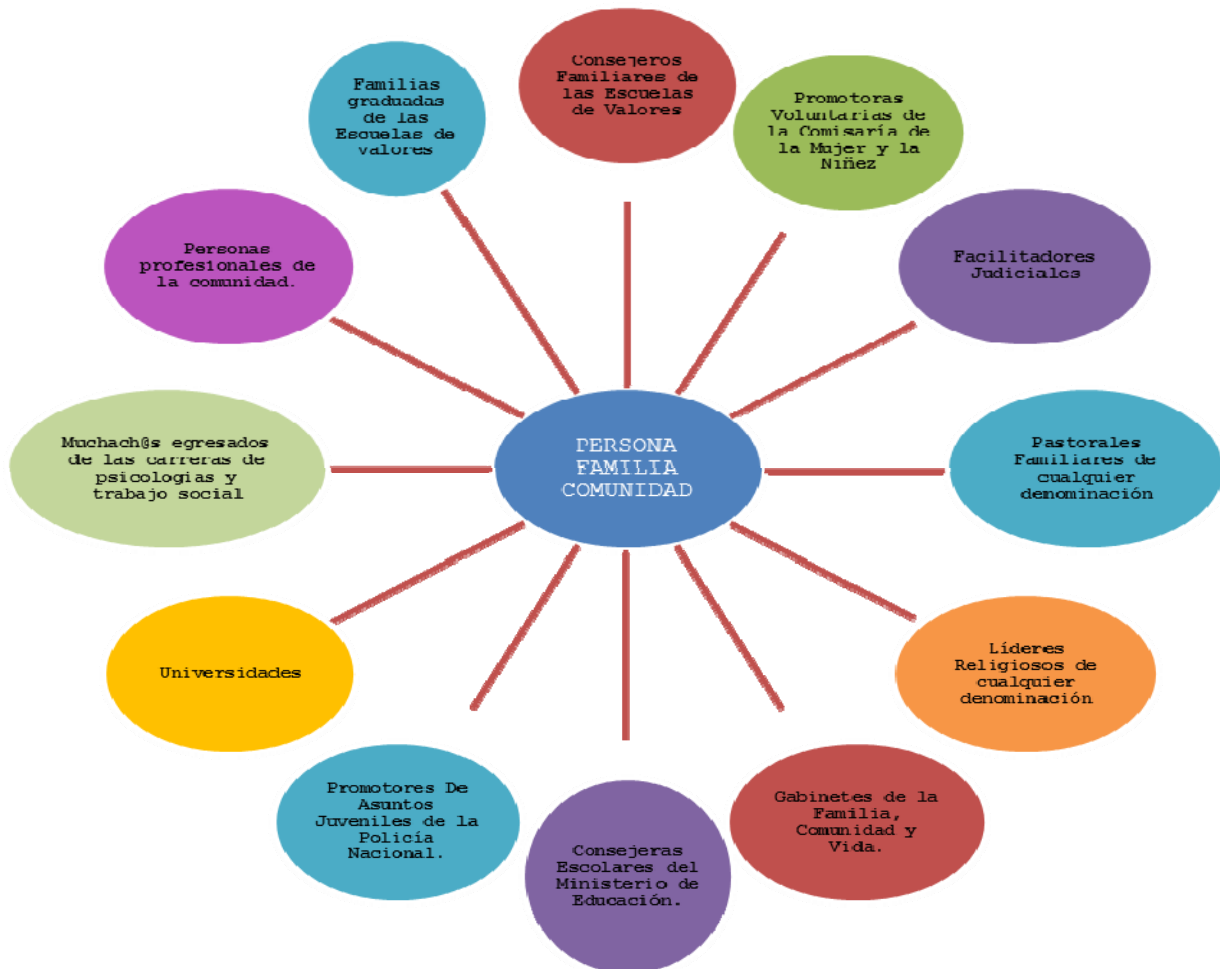 Consejeros
Familiares de
las Escuelas
de Valores
Promotoras
Voluntarias de
la Comisaría de
la Mujer y la
Niñez
Facilitadores
Judiciales
Pastorales
Familiares de
cualquier
denominación
Líderes
Religiosos de
cualquier
denominación
Gabinetes de la
Familia,
Comunidad y
Vida.
Consejeras
Escolares del
Ministerio de
Educación.
Promotores De
Asuntos
Juveniles de la
Policía
Nacional.
Universidades
Muchach@s egresados
de las carreras de
psicologías y
trabajo social
Personas
profesionales de
la comunidad.
Familias
graduadas
de las
Escuelas de
valores
PERSONA
FAMILIA
COMUNIDAD